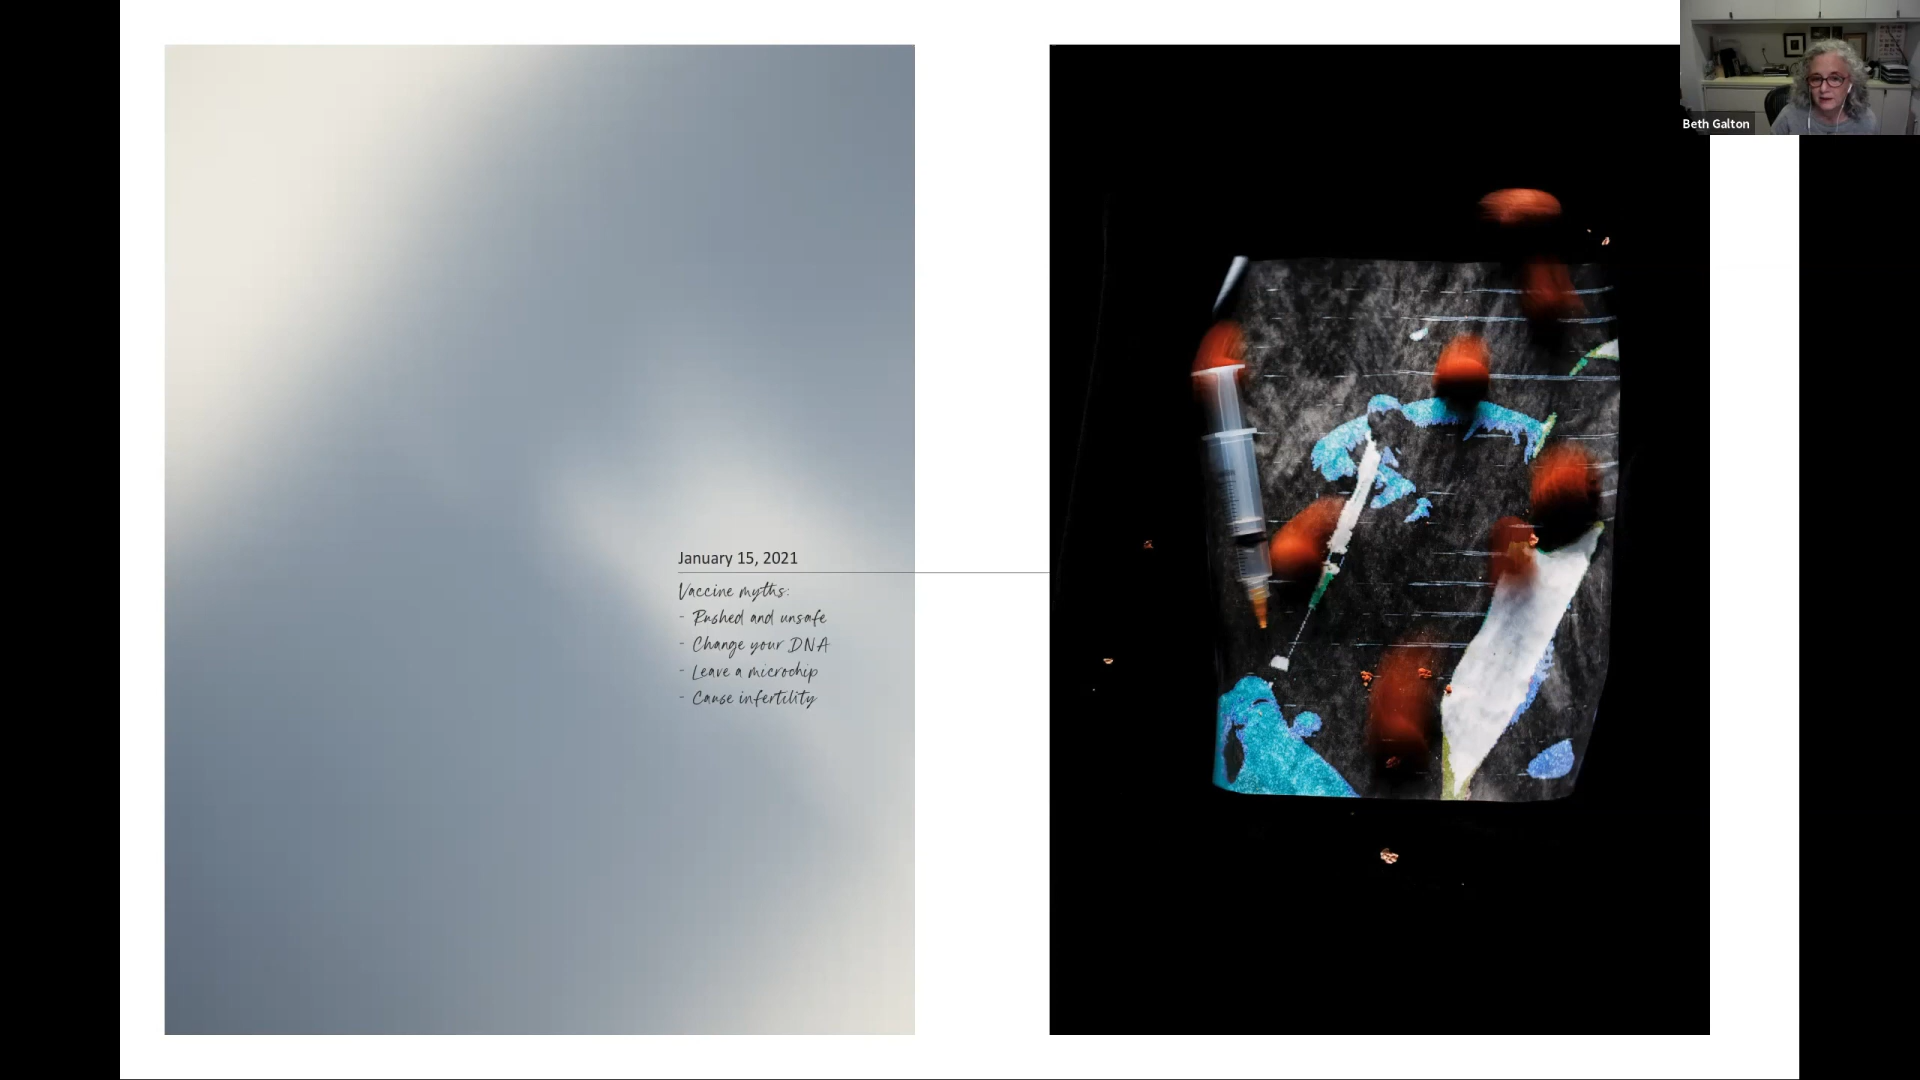 Beth Galton
January 15, 2021
Vaccine myths:
- Rushed and unsafe
- Change your DNA
- Leave a microchip
- Cause infertility